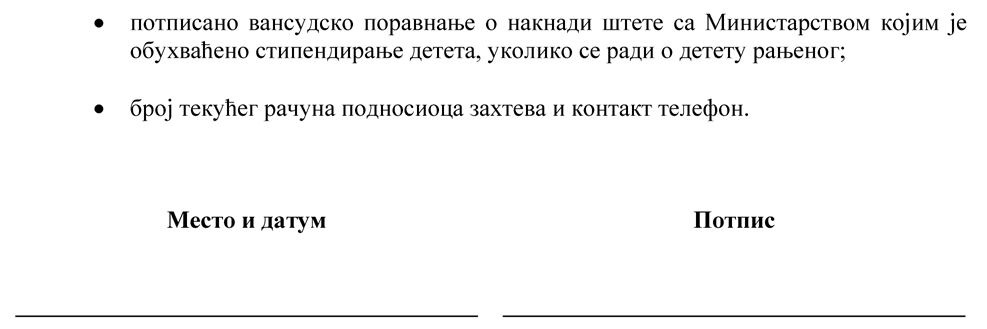 • потписано вансудско поравнање о накнади штете са Министарством којим је
обухваћено стипендирање детета, уколико се ради о детету рањеног;
• број текућег рачуна подносиоца захтева и контакт телефон.
Место и датум Потпис